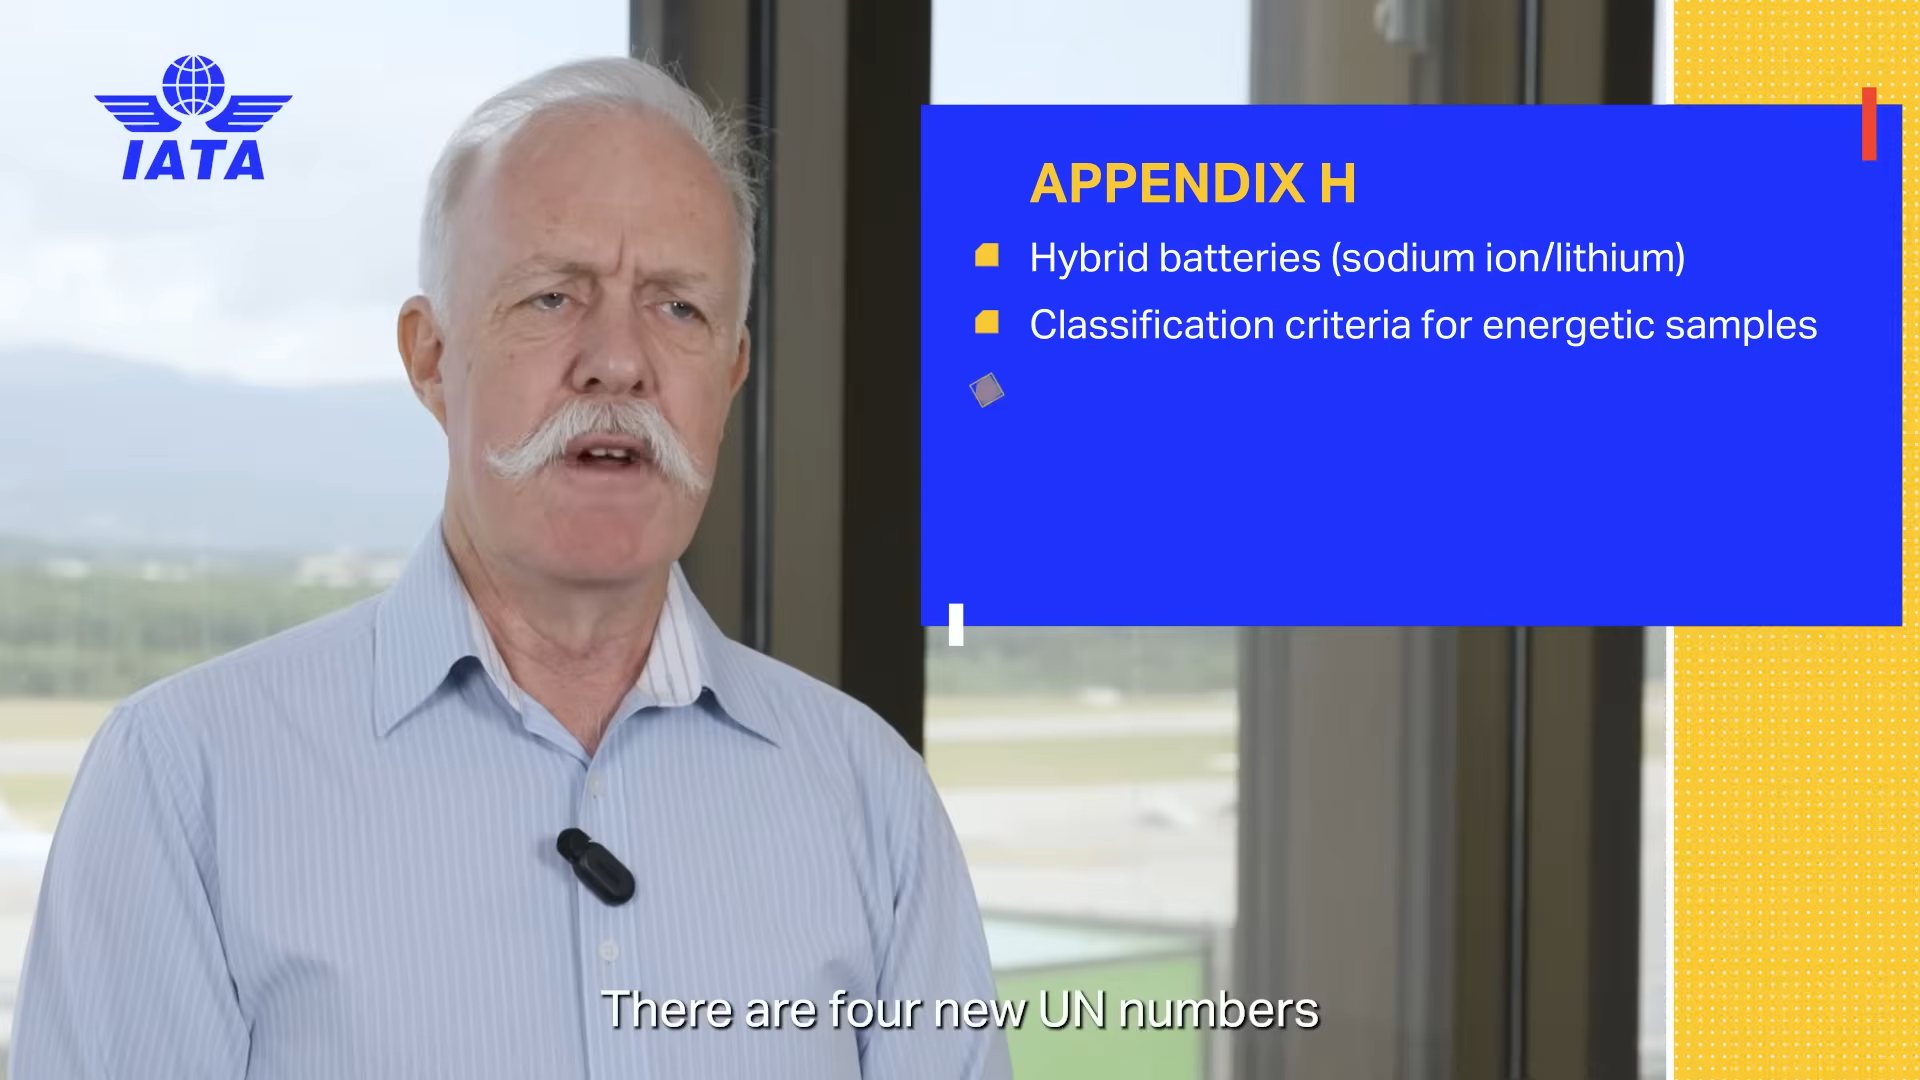 IATA
APPENDIX H
Hybrid batteries (sodium ion/lithium)
Classification criteria for energetic samples
There are four new UN numbers